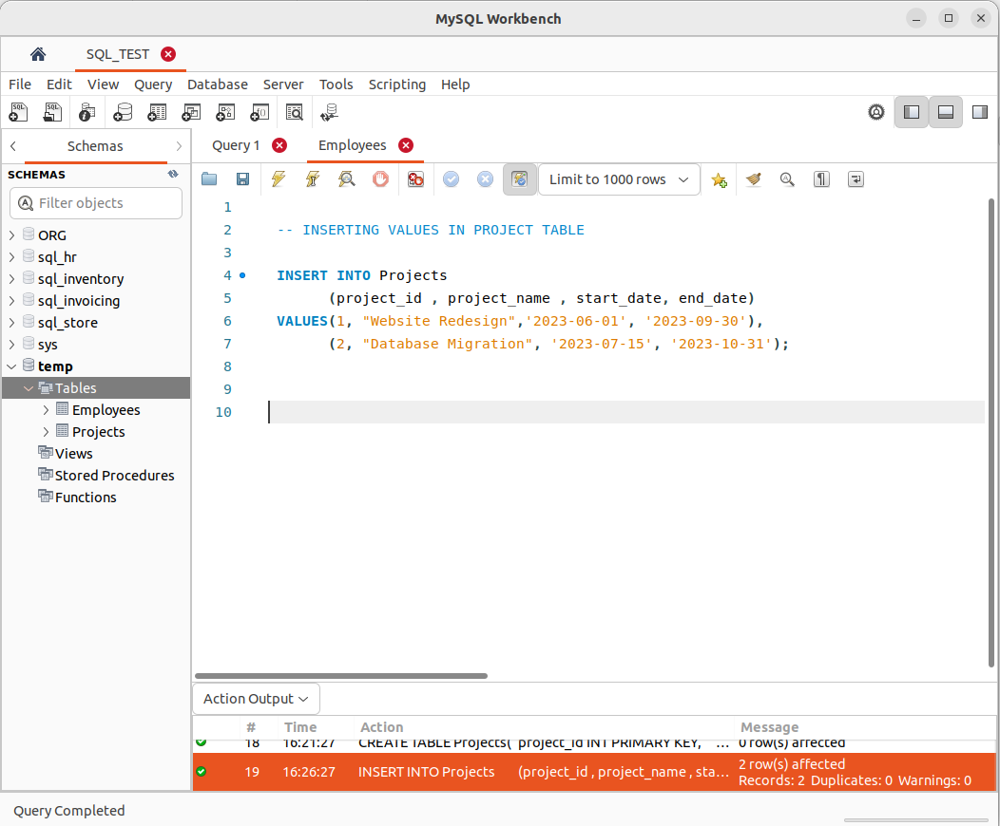 MySQL Workbench
SQL_TEST
File Edit View Query Database Server Tools Scripting Help
Schemas
Query 1 Employees
SCHEMAS
Limit to 1000 rows
Filter objects
ORG
sql_hr
sql_inventory
sql_invoicing
sql_store
sys
temp
Tables
Employees
Projects
Views
Stored Procedures
Functions
1
2 -- INSERTING VALUES IN PROJECT TABLE
3
4 INSERT INTO Projects
5 (project_id , project_name , start_date, end_date)
6 VALUES(1, "Website Redesign",'2023-06-01', '2023-09-30'),
7 (2, "Database Migration", '2023-07-15', '2023-10-31');
8
9
10
Action Output
# Time Action Message
18 16:21:27 CREATE TABLE Projects( project_id INT PRIMARY KEY, ... 0 row(s) affected
19 16:26:27 INSERT INTO Projects (project_id , project_name , sta... 2 row(s) affected
Records: 2 Duplicates: 0 Warnings: 0
Query Completed